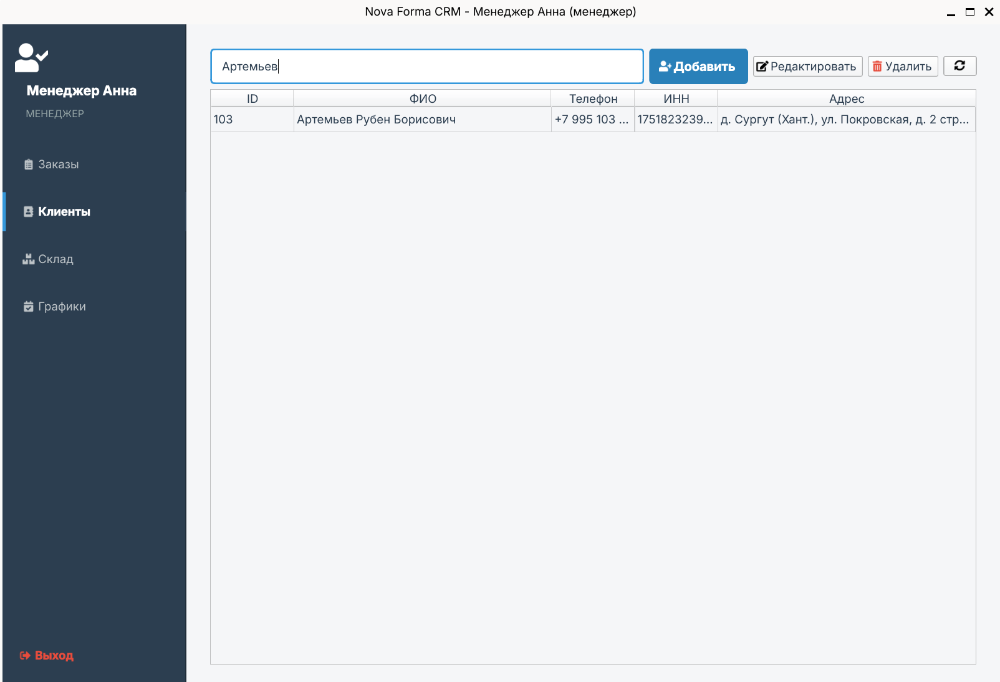 Nova Forma CRM - Менеджер Анна (менеджер)
Менеджер Анна
МЕНЕДЖЕР
Заказы
Клиенты
Склад
Графики
Выход
Артемьев
Добавить
Редактировать
Удалить
ID ФИО Телефон ИНН Адрес
103 Артемьев Рубен Борисович +7 995 103 ... 1751823239... д. Сургут (Хант.), ул. Покровская, д. 2 стр...